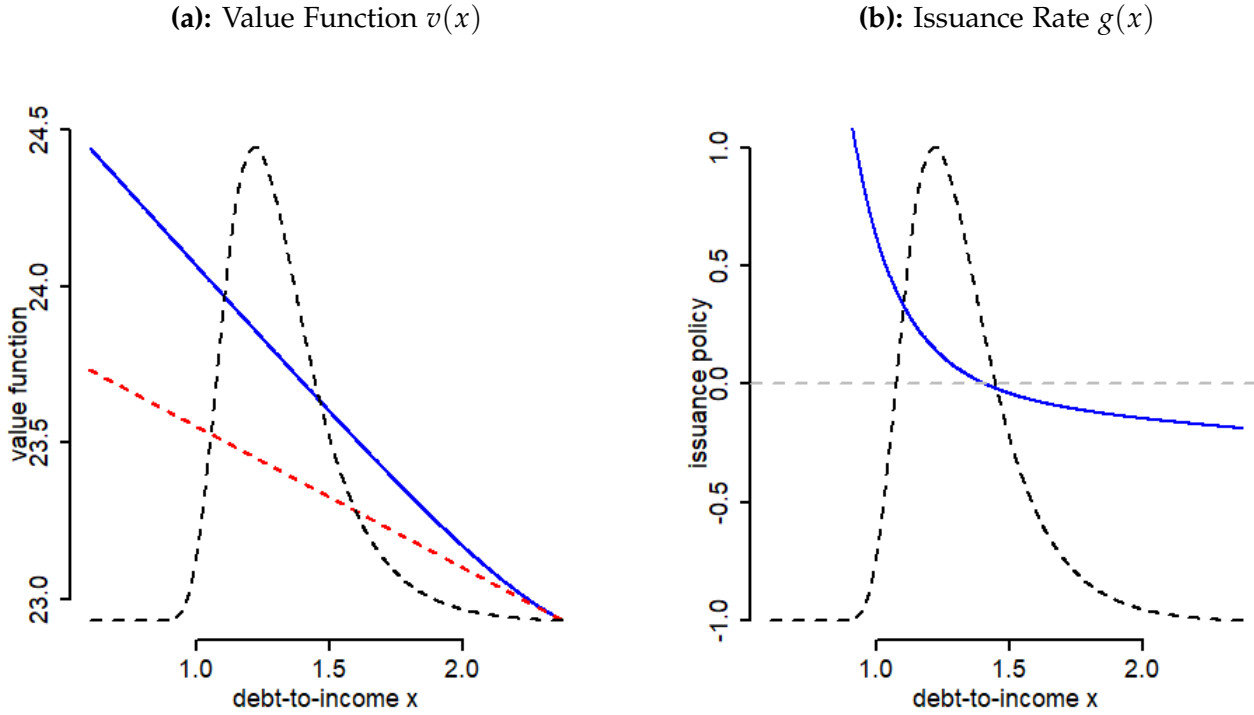 (a): Value Function v(x)
(b): Issuance Rate g(x)
value function
24.5
24.0
23.5
23.0
1.0 1.5 2.0
debt-to-income x
issuance policy
1.0
0.5
0.0
-0.5
-1.0
1.0 1.5 2.0
debt-to-income x